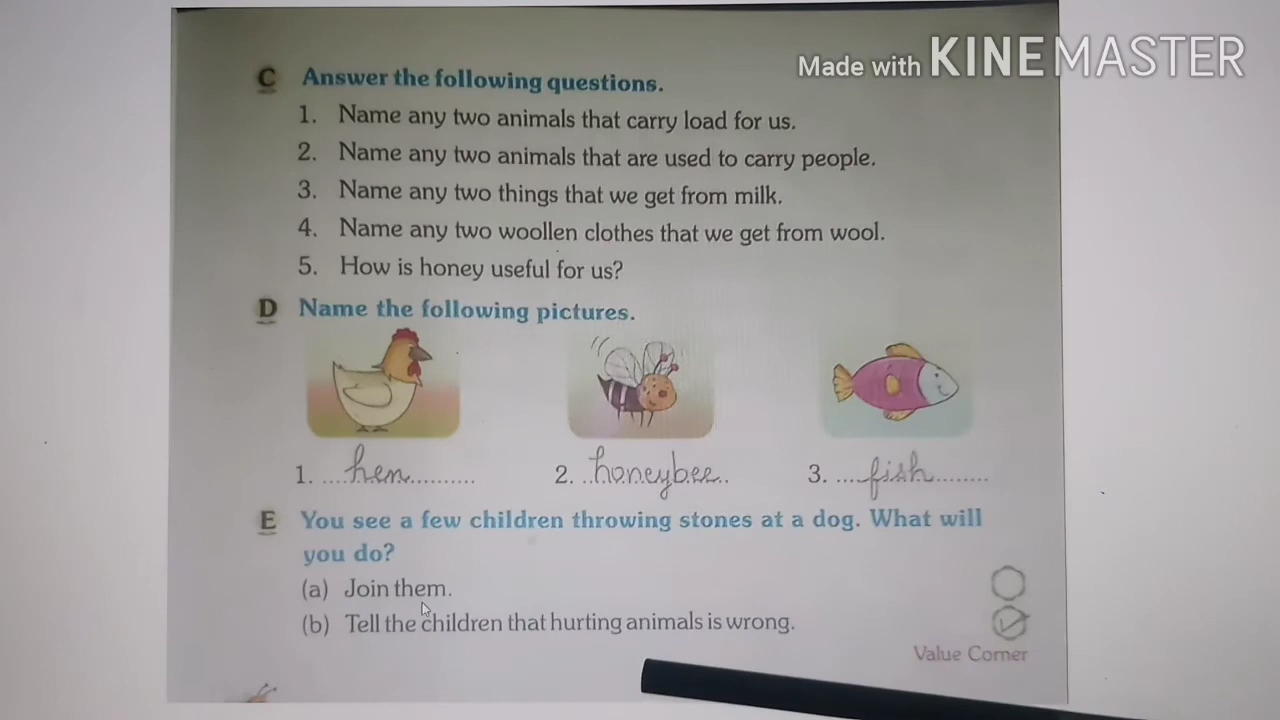 Made with KINEMASTER
C Answer the following questions.
1. Name any two animals that carry load for us.
2. Name any two animals that are used to carry people.
3. Name any two things that we get from milk.
4. Name any two woollen clothes that we get from wool.
5. How is honey useful for us?
D Name the following pictures.
1. ....hen.......... 2. ..honeybee.. 3. ....fish.........
E You see a few children throwing stones at a dog. What will
you do?
(a) Join them.
(b) Tell the children that hurting animals is wrong.
Value Corner